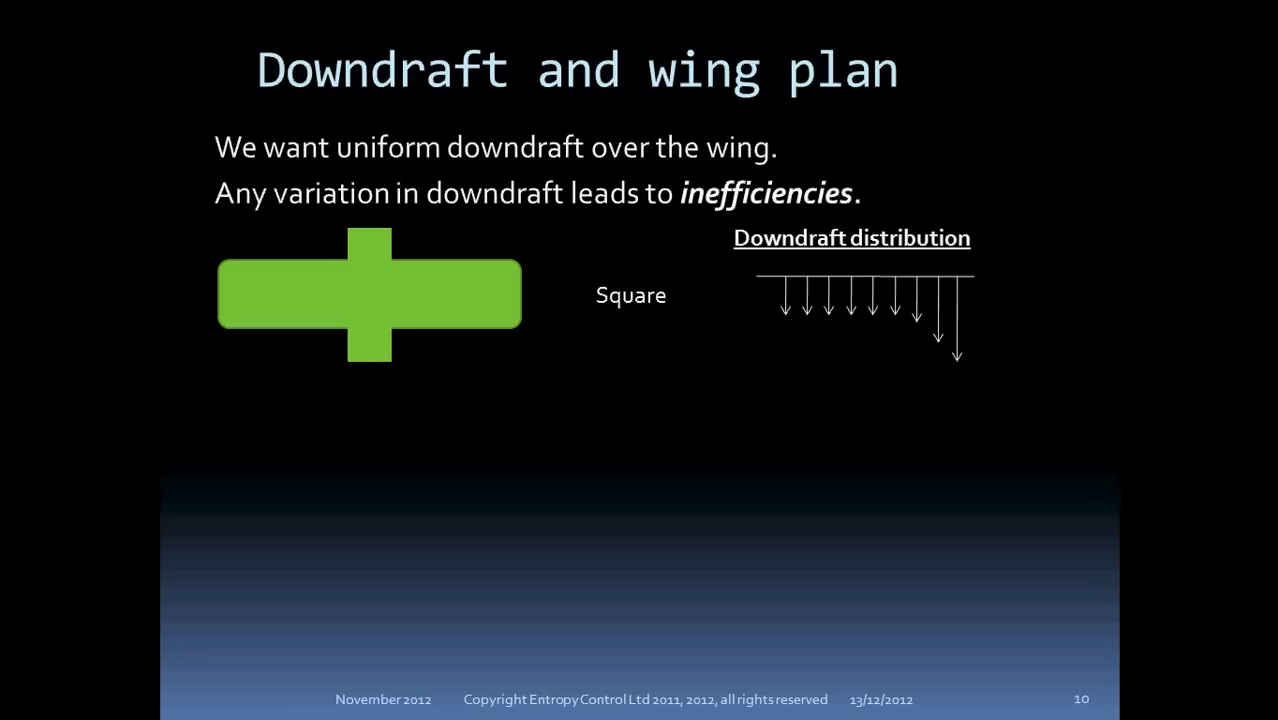 Downdraft and wing plan
We want uniform downdraft over the wing.
Any variation in downdraft leads to inefficiencies.
Downdraft distribution
Square
November 2012 Copyright Entropy Control Ltd 2011, 2012, all rights reserved 13/12/2012 10